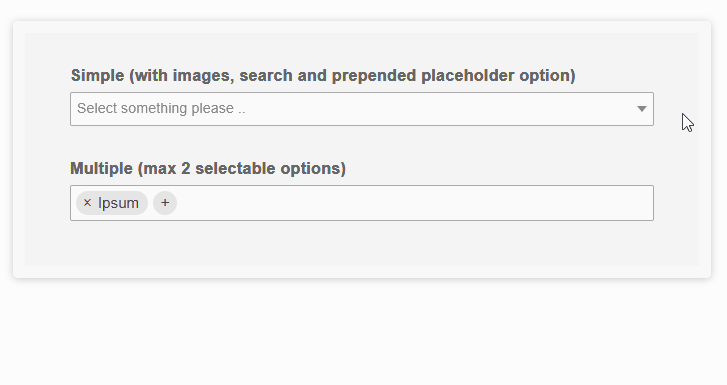 Simple (with images, search and prepended placeholder option)
Select something please ..
Multiple (max 2 selectable options)
× Ipsum +